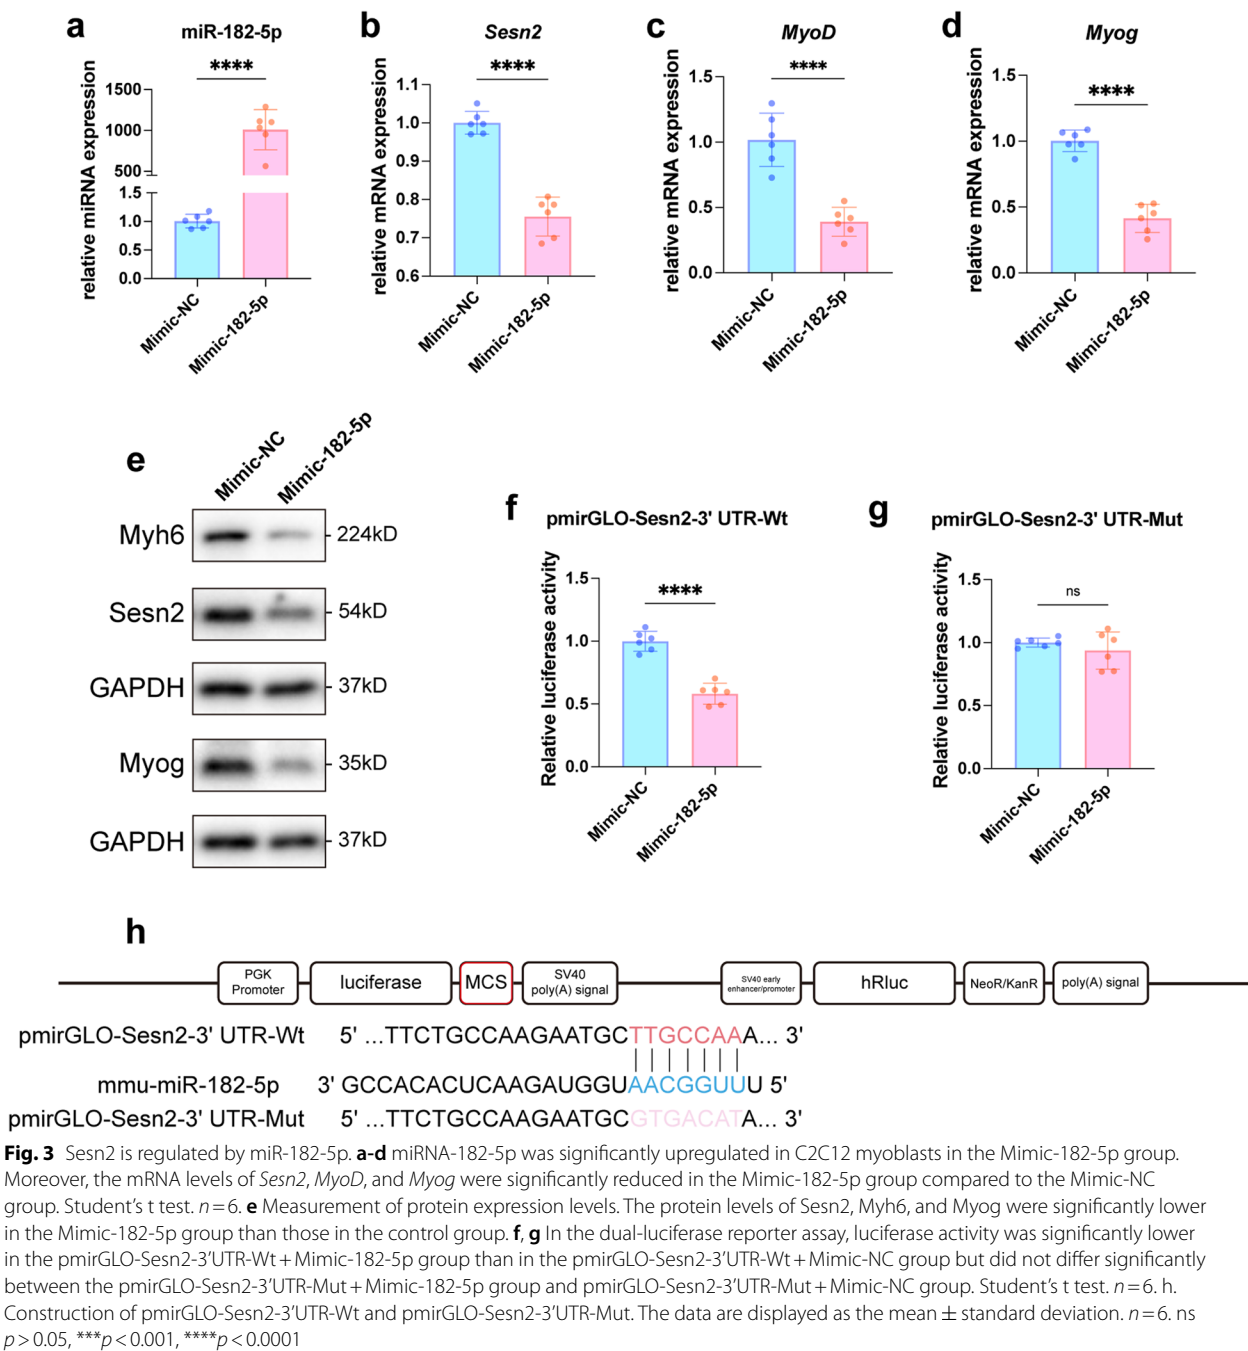 a
miR-182-5p
****
relative miRNA expression
1500
1000
500
1.5
1.0
0.5
0.0
Mimic-NC
Mimic-182-5p
b
Sesn2
****
relative mRNA expression
1.1
1.0
0.9
0.8
0.7
0.6
Mimic-NC
Mimic-182-5p
c
MyoD
****
relative mRNA expression
1.5
1.0
0.5
0.0
Mimic-NC
Mimic-182-5p
d
Myog
****
relative mRNA expression
1.5
1.0
0.5
0.0
Mimic-NC
Mimic-182-5p
e
Mimic-NC
Mimic-182-5p
Myh6 224kD
Sesn2 54kD
GAPDH 37kD
Myog 35kD
GAPDH 37kD
f
pmirGLO-Sesn2-3' UTR-Wt
****
Relative luciferase activity
1.5
1.0
0.5
0.0
Mimic-NC
Mimic-182-5p
g
pmirGLO-Sesn2-3' UTR-Mut
ns
Relative luciferase activity
1.5
1.0
0.5
0.0
Mimic-NC
Mimic-182-5p
h
PGK
Promoter
luciferase
MCS
SV40
poly(A) signal
SV40 early
enhancer/promoter
hRluc
NeoR/KanR
poly(A) signal
pmirGLO-Sesn2-3' UTR-Wt 5' ...TTCTGCCAAGAATGCTTGCCAAA... 3'
mmu-miR-182-5p 3' GCCACACUCAAGAUGGUAACGGUUU 5'
pmirGLO-Sesn2-3' UTR-Mut 5' ...TTCTGCCAAGAATGCGTGACATA... 3'
Fig. 3 Sesn2 is regulated by miR-182-5p. a-d miRNA-182-5p was significantly upregulated in C2C12 myoblasts in the Mimic-182-5p group.
Moreover, the mRNA levels of Sesn2, MyoD, and Myog were significantly reduced in the Mimic-182-5p group compared to the Mimic-NC
group. Student's t test. n = 6. e Measurement of protein expression levels. The protein levels of Sesn2, Myh6, and Myog were significantly lower
in the Mimic-182-5p group than those in the control group. f, g In the dual-luciferase reporter assay, luciferase activity was significantly lower
in the pmirGLO-Sesn2-3'UTR-Wt + Mimic-182-5p group than in the pmirGLO-Sesn2-3'UTR-Wt + Mimic-NC group but did not differ significantly
between the pmirGLO-Sesn2-3'UTR-Mut + Mimic-182-5p group and pmirGLO-Sesn2-3'UTR-Mut + Mimic-NC group. Student's t test. n = 6. h.
Construction of pmirGLO-Sesn2-3'UTR-Wt and pmirGLO-Sesn2-3'UTR-Mut. The data are displayed as the mean ± standard deviation. n = 6. ns
p > 0.05, ***p < 0.001, ****p < 0.0001